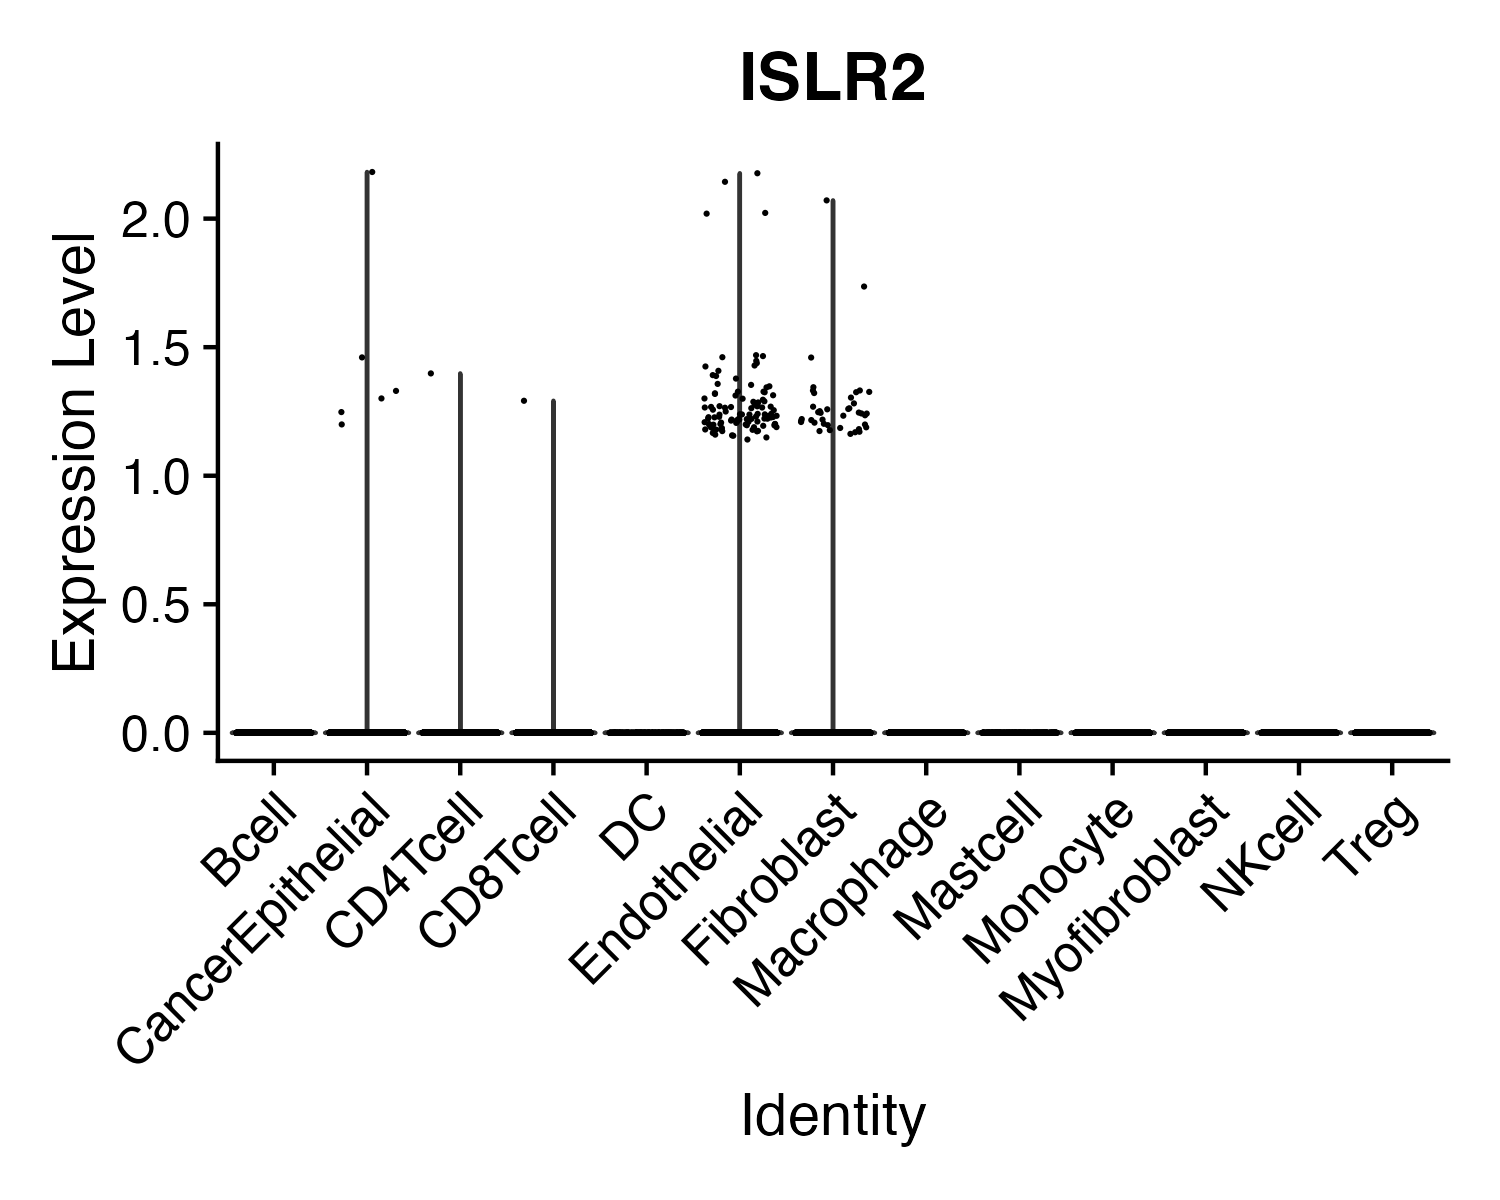 ISLR2
Expression Level
2.0
1.5
1.0
0.5
0.0
Bcell
CancerEpithelial
CD4Tcell
CD8Tcell
DC
Endothelial
Fibroblast
Macrophage
Mastcell
Monocyte
Myofibroblast
NKcell
Treg
Identity